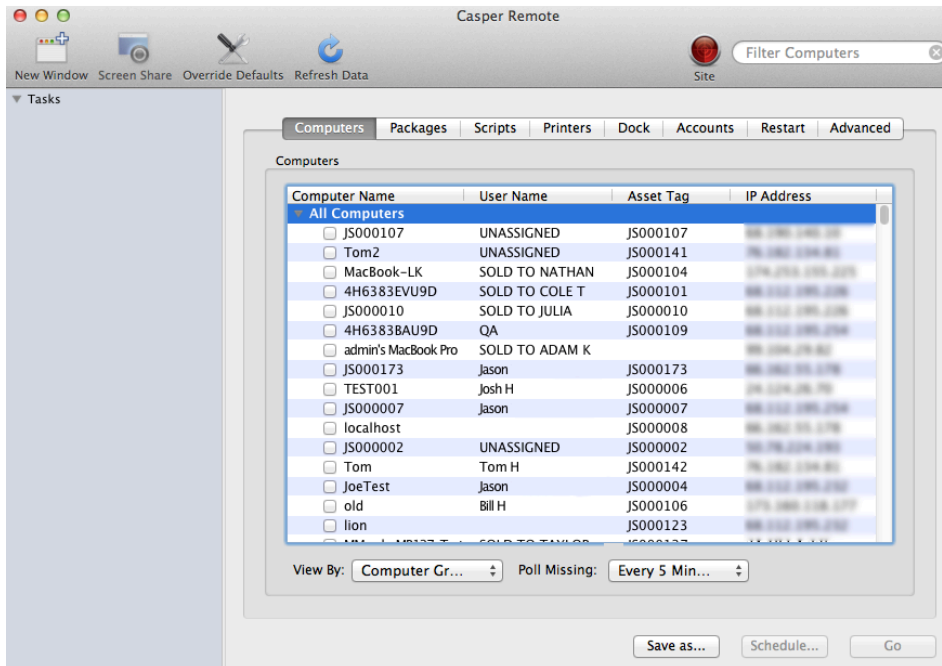 Casper Remote
New Window Screen Share Override Defaults Refresh Data Site Filter Computers
Tasks
Computers Packages Scripts Printers Dock Accounts Restart Advanced
Computers
Computer Name User Name Asset Tag IP Address
All Computers
JS000107 UNASSIGNED JS000107
Tom2 UNASSIGNED JS000141
MacBook-LK SOLD TO NATHAN JS000104
4H6383EVU9D SOLD TO COLE T JS000101
JS000010 SOLD TO JULIA JS000010
4H6383BAU9D QA JS000109
admin's MacBook Pro SOLD TO ADAM K
JS000173 Jason JS000173
TEST001 Josh H JS000006
JS000007 Jason JS000007
localhost JS000008
JS000002 UNASSIGNED JS000002
Tom Tom H JS000142
JoeTest Jason JS000004
old Bill H JS000106
lion JS000123
SOLD TO TAYLOR
View By: Computer Gr... Poll Missing: Every 5 Min...
Save as... Schedule... Go